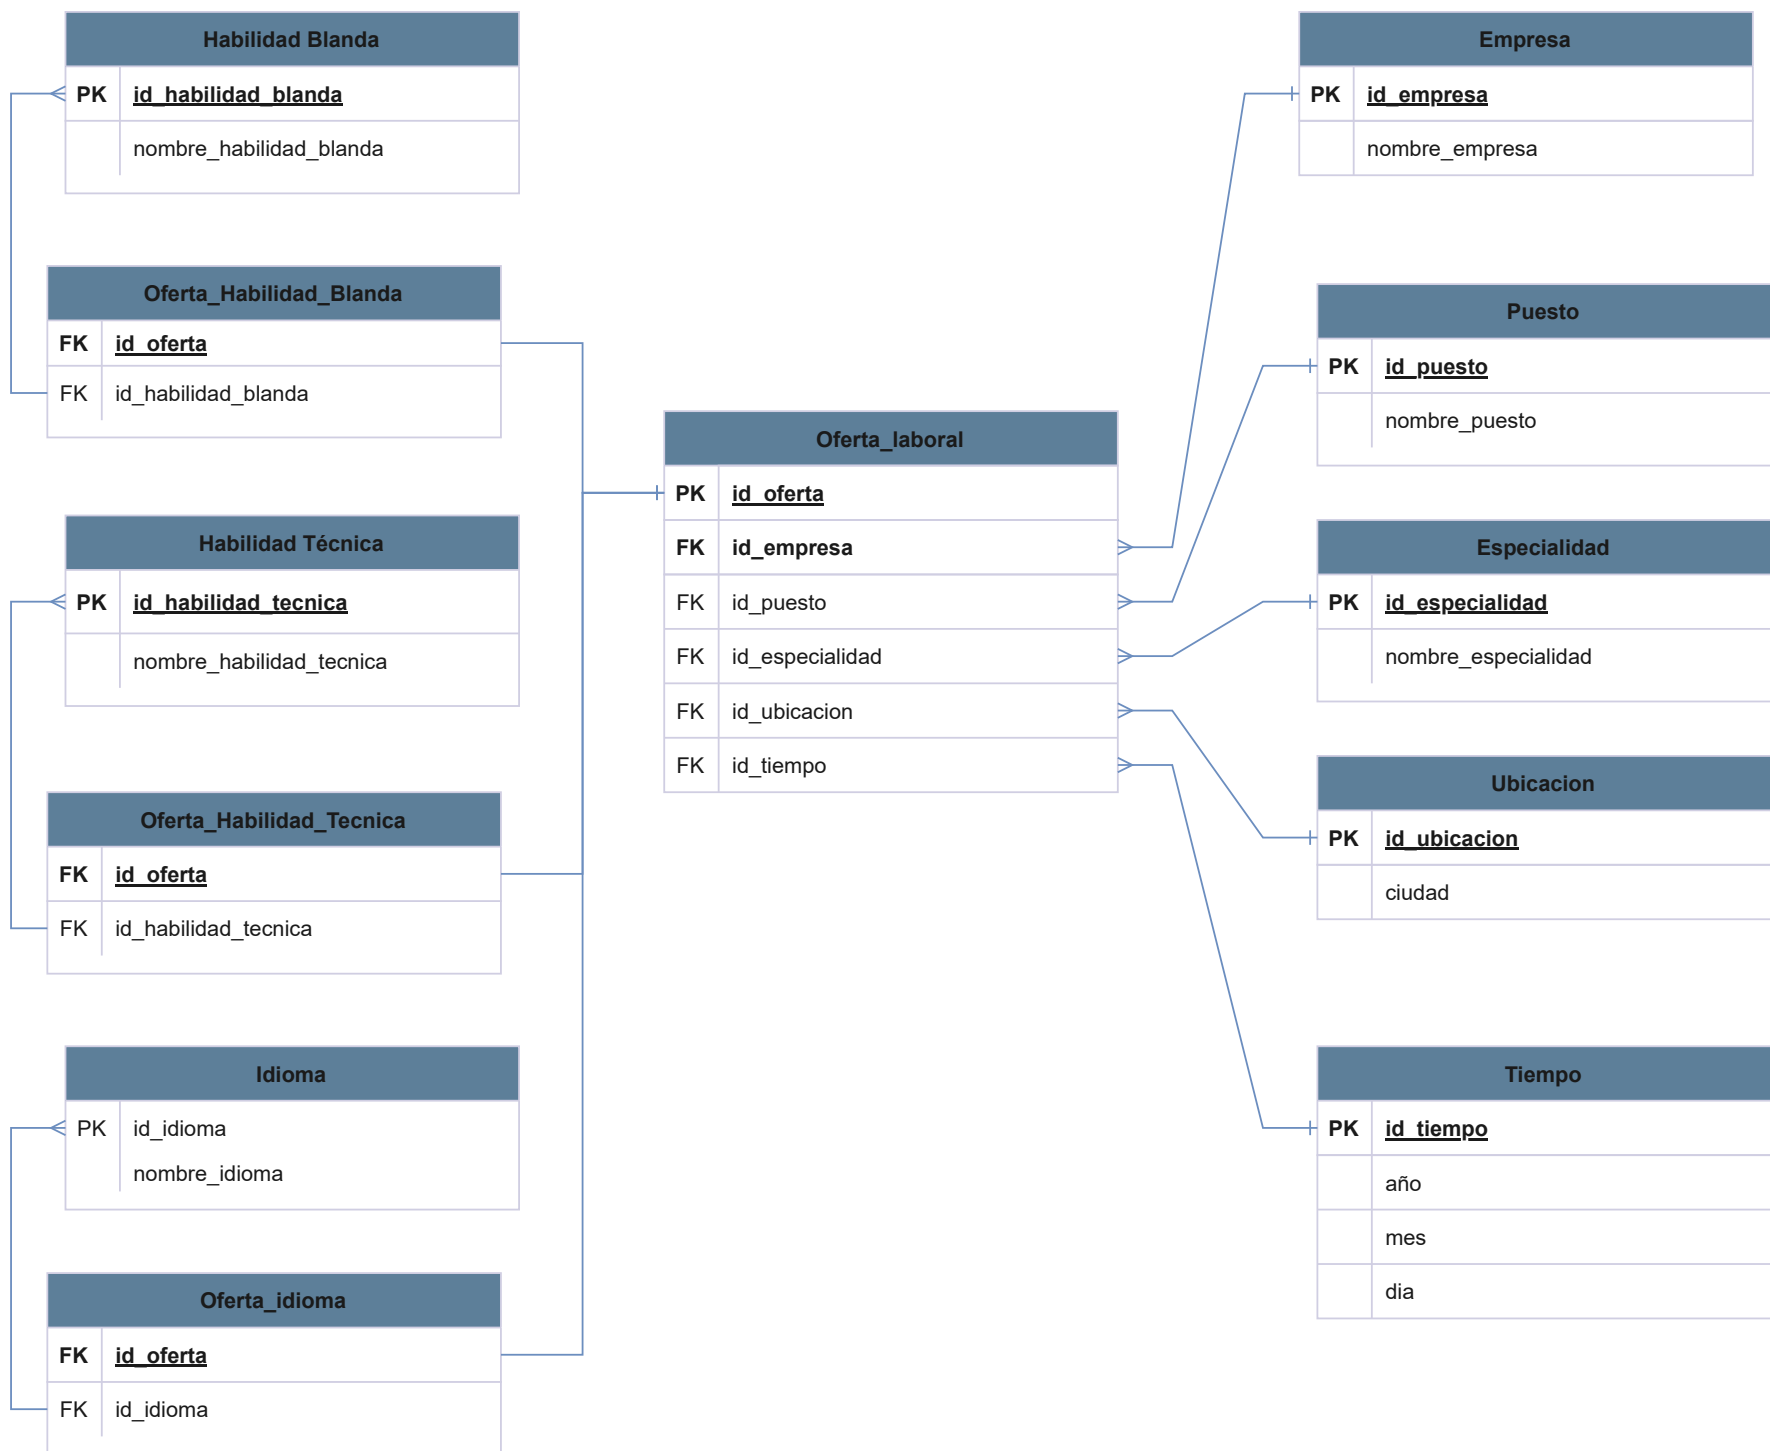 Habilidad Blanda
PK id_habilidad_blanda
nombre_habilidad_blanda
Oferta_Habilidad_Blanda
FK id_oferta
FK id_habilidad_blanda
Habilidad Técnica
PK id_habilidad_tecnica
nombre_habilidad_tecnica
Oferta_Habilidad_Tecnica
FK id_oferta
FK id_habilidad_tecnica
Idioma
PK id_idioma
nombre_idioma
Oferta_idioma
FK id_oferta
FK id_idioma
Oferta_laboral
PK id_oferta
FK id_empresa
FK id_puesto
FK id_especialidad
FK id_ubicacion
FK id_tiempo
Empresa
PK id_empresa
nombre_empresa
Puesto
PK id_puesto
nombre_puesto
Especialidad
PK id_especialidad
nombre_especialidad
Ubicacion
PK id_ubicacion
ciudad
Tiempo
PK id_tiempo
año
mes
dia